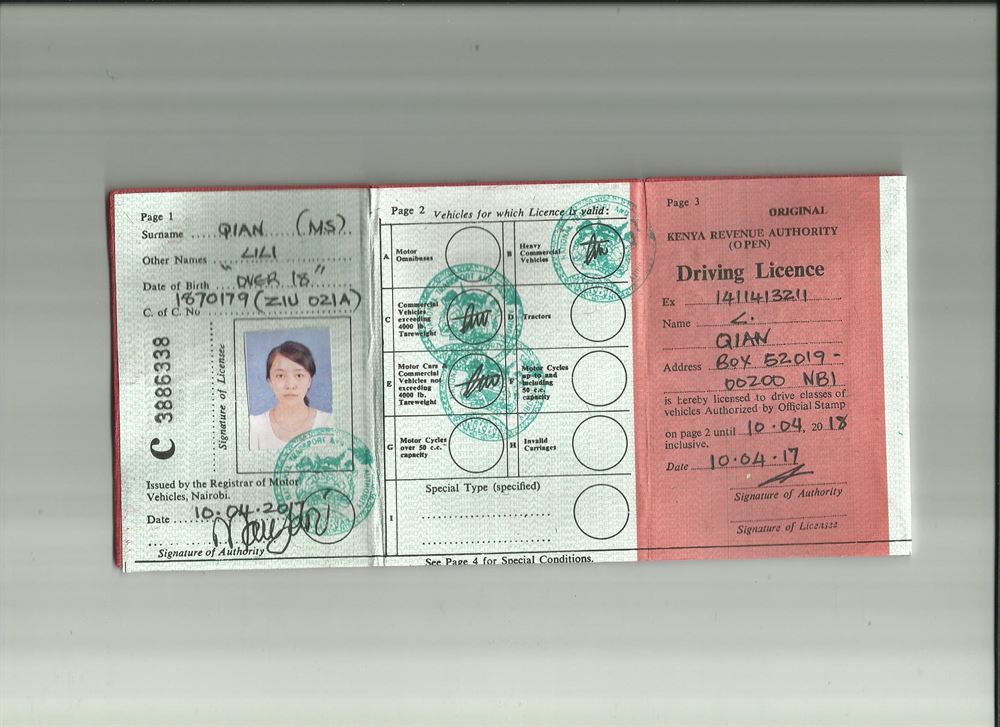 Page 1
Surname QIAN (MS)
Other Names LILI
Date of Birth "OVER 18"
1870179 (ZIU 021A)
C. of C. No
C 3886338
Signature of Licensee
Issued by the Registrar of Motor
Vehicles, Nairobi.
Date 10.04.2017
Signature of Authority
Page 2 Vehicles for which Licence is valid:
A Motor
Omnibuses
B Heavy
Commercial
Vehicles
C Commercial
Vehicles
exceeding
4000 lb.
Tareweight
D Tractors
E Motor Cars &
Commercial
Vehicles not
exceeding
4000 lb.
Tareweight
F Motor Cycles
up to and
including
50 c.c.
capacity
G Motor Cycles
over 50 c.c.
capacity
H Invalid
Carriages
Special Type (specified)
I
See Page 4 for Special Conditions.
Page 3
ORIGINAL
KENYA REVENUE AUTHORITY
(OPEN)
Driving Licence
Ex 1411413211
Name L.
QIAN
Address BOX 52019 -
00200 NBI
is hereby licensed to drive classes of
vehicles Authorized by Official Stamp
on page 2 until 10.04, 2018
inclusive.
Date 10.04.17
Signature of Authority
Signature of Licensee